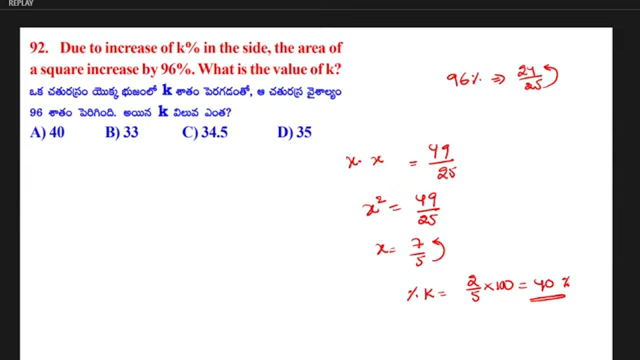 REPLAY
92. Due to increase of k% in the side, the area of
a square increase by 96%. What is the value of k?
ఒక చతురస్రం యొక్క భుజంలో k శాతం పెరగడంతో, ఆ చతురస్ర వైశాల్యం
96 శాతం పెరిగింది. అయిన k విలువ ఎంత?
A) 40 B) 33 C) 34.5 D) 35
96% ⇒ 24/25
x · x = 49/25
x² = 49/25
x = 7/5
% K = 2/5 × 100 = 40 %